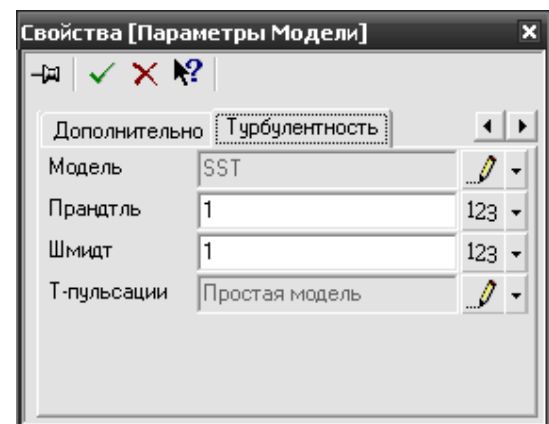 Свойства [Параметры Модели]
Дополнительно Турбулентность
Модель SST
Прандтль 1 123
Шмидт 1 123
Т-пульсации Простая модель